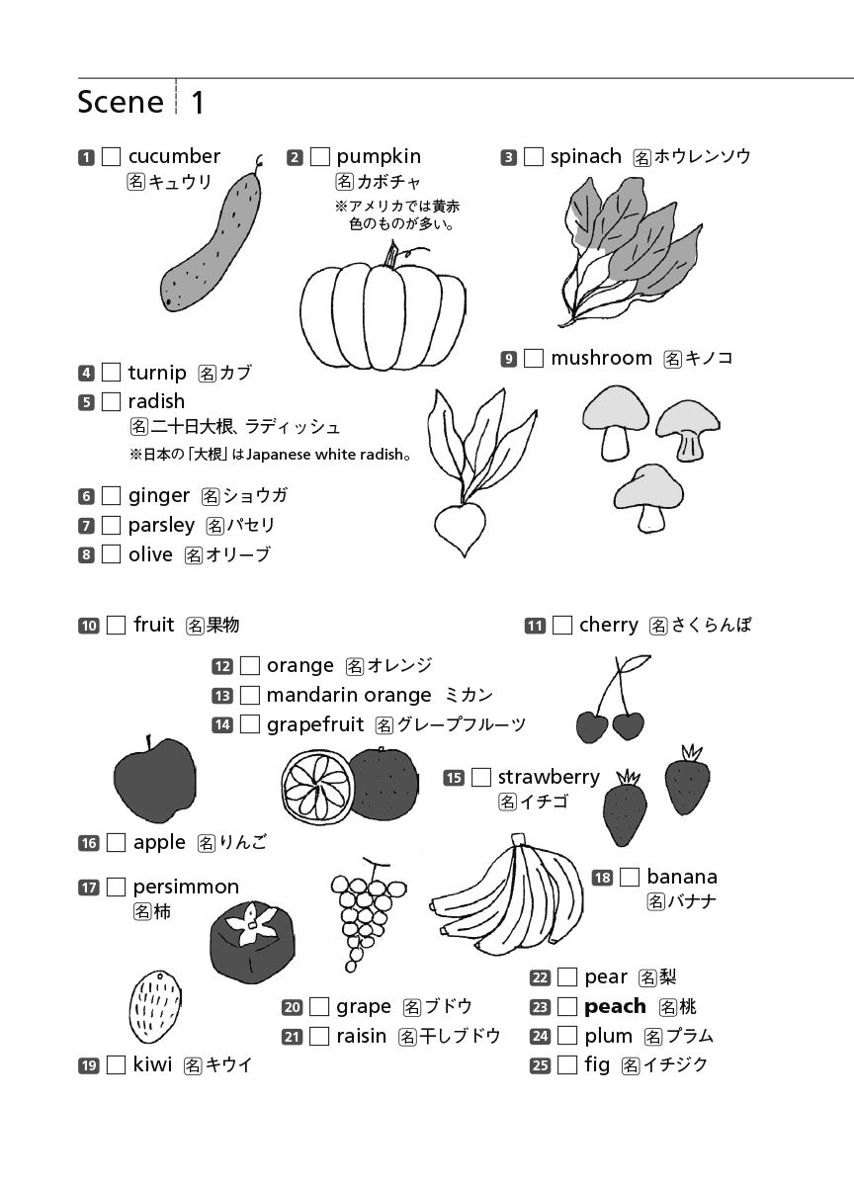 Scene 1
1 □ cucumber
名 キュウリ
2 □ pumpkin
名 カボチャ
※アメリカでは黄赤
色のものが多い。
3 □ spinach 名 ホウレンソウ
4 □ turnip 名 カブ
5 □ radish
名 二十日大根、ラディッシュ
※日本の「大根」はJapanese white radish。
6 □ ginger 名 ショウガ
7 □ parsley 名 パセリ
8 □ olive 名 オリーブ
9 □ mushroom 名 キノコ
10 □ fruit 名 果物
11 □ cherry 名 さくらんぼ
12 □ orange 名 オレンジ
13 □ mandarin orange ミカン
14 □ grapefruit 名 グレープフルーツ
15 □ strawberry
名 イチゴ
16 □ apple 名 りんご
17 □ persimmon
名 柿
18 □ banana
名 バナナ
19 □ kiwi 名 キウイ
20 □ grape 名 ブドウ
21 □ raisin 名 干しブドウ
22 □ pear 名 梨
23 □ peach 名 桃
24 □ plum 名 プラム
25 □ fig 名 イチジク